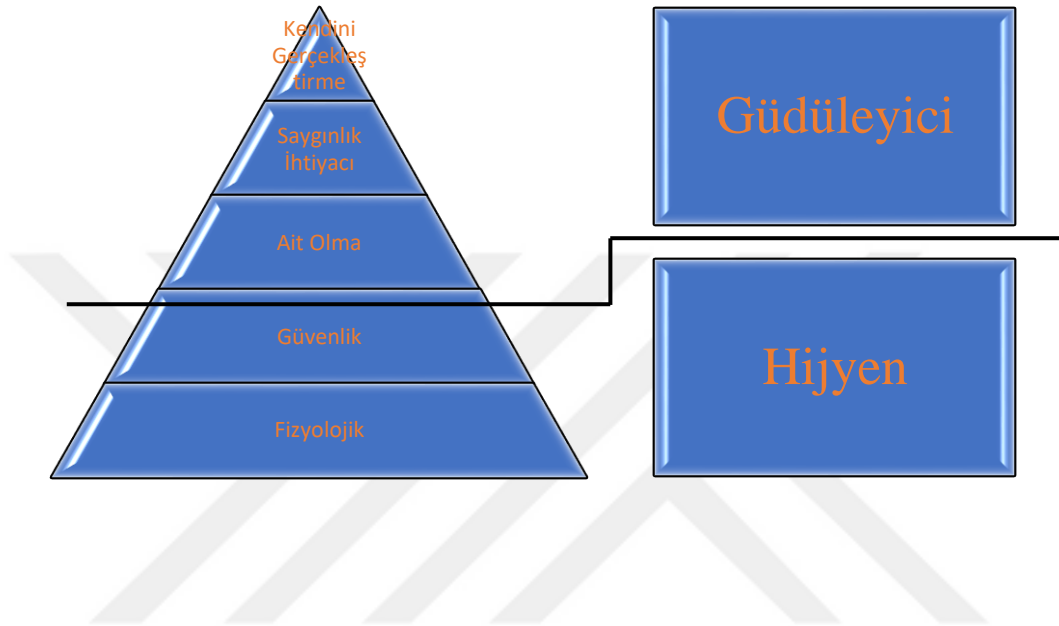 Kendini
Gerçekleş
tirme
Saygınlık
İhtiyacı
Ait Olma
Güvenlik
Fizyolojik
Güdüleyici
Hijyen